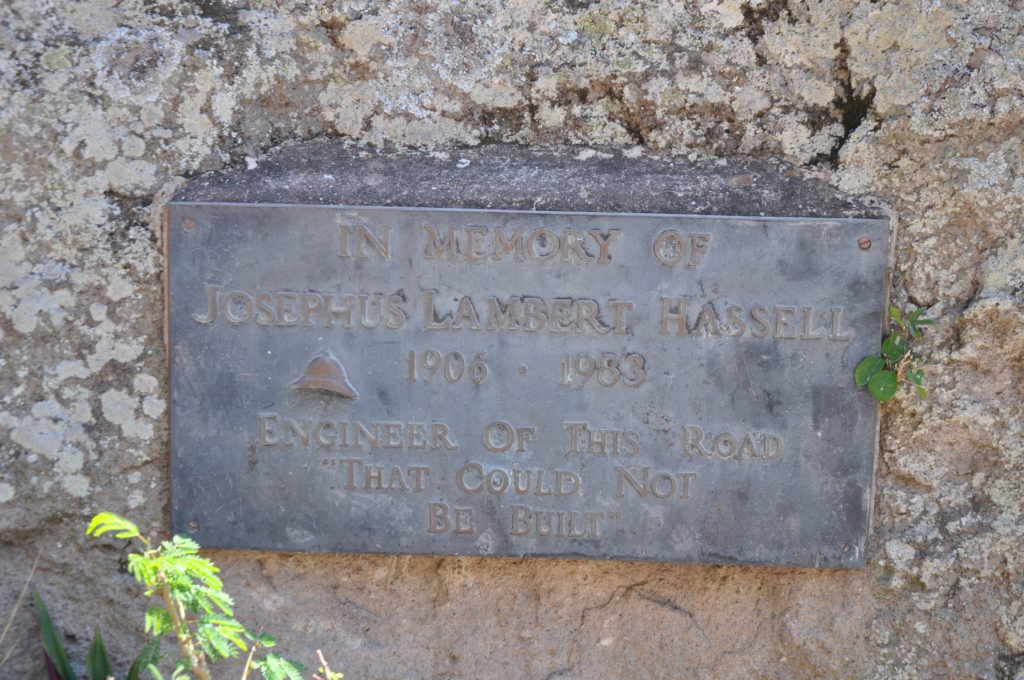 In Memory Of
Josephus Lambert Hassell
1906 · 1983
Engineer Of This Road
"That Could Not
Be Built"